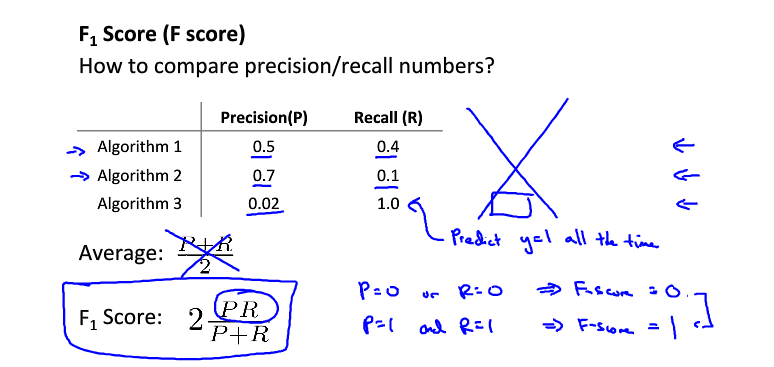 F₁ Score (F score)
How to compare precision/recall numbers?
Precision(P) Recall (R)
Algorithm 1 0.5 0.4
Algorithm 2 0.7 0.1
Algorithm 3 0.02 1.0
Predict y=1 all the time
Average: P+R
2
P=0 or R=0 ⇒ F-score = 0.
F₁ Score: 2 PR
P+R
P=1 and R=1 ⇒ F-score = 1